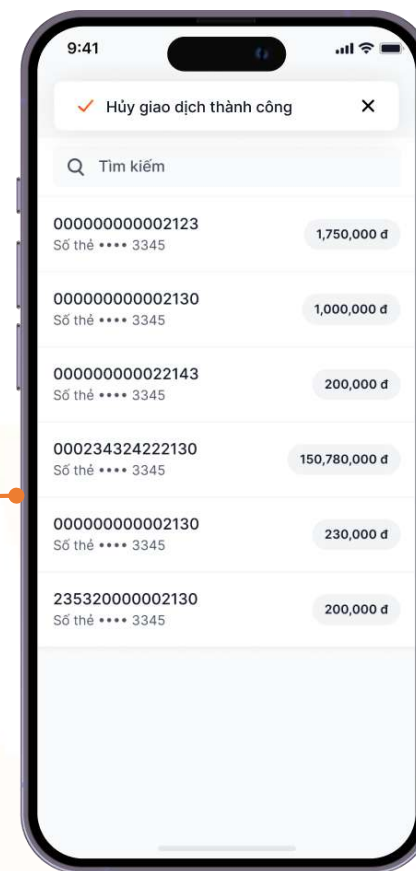 9:41
Hủy giao dịch thành công
Tìm kiếm
000000000002123
1,750,000 đ
Số thẻ •••• 3345
000000000002130
1,000,000 đ
Số thẻ •••• 3345
000000000022143
200,000 đ
Số thẻ •••• 3345
000234324222130
150,780,000 đ
Số thẻ •••• 3345
000000000002130
230,000 đ
Số thẻ •••• 3345
235320000002130
200,000 đ
Số thẻ •••• 3345